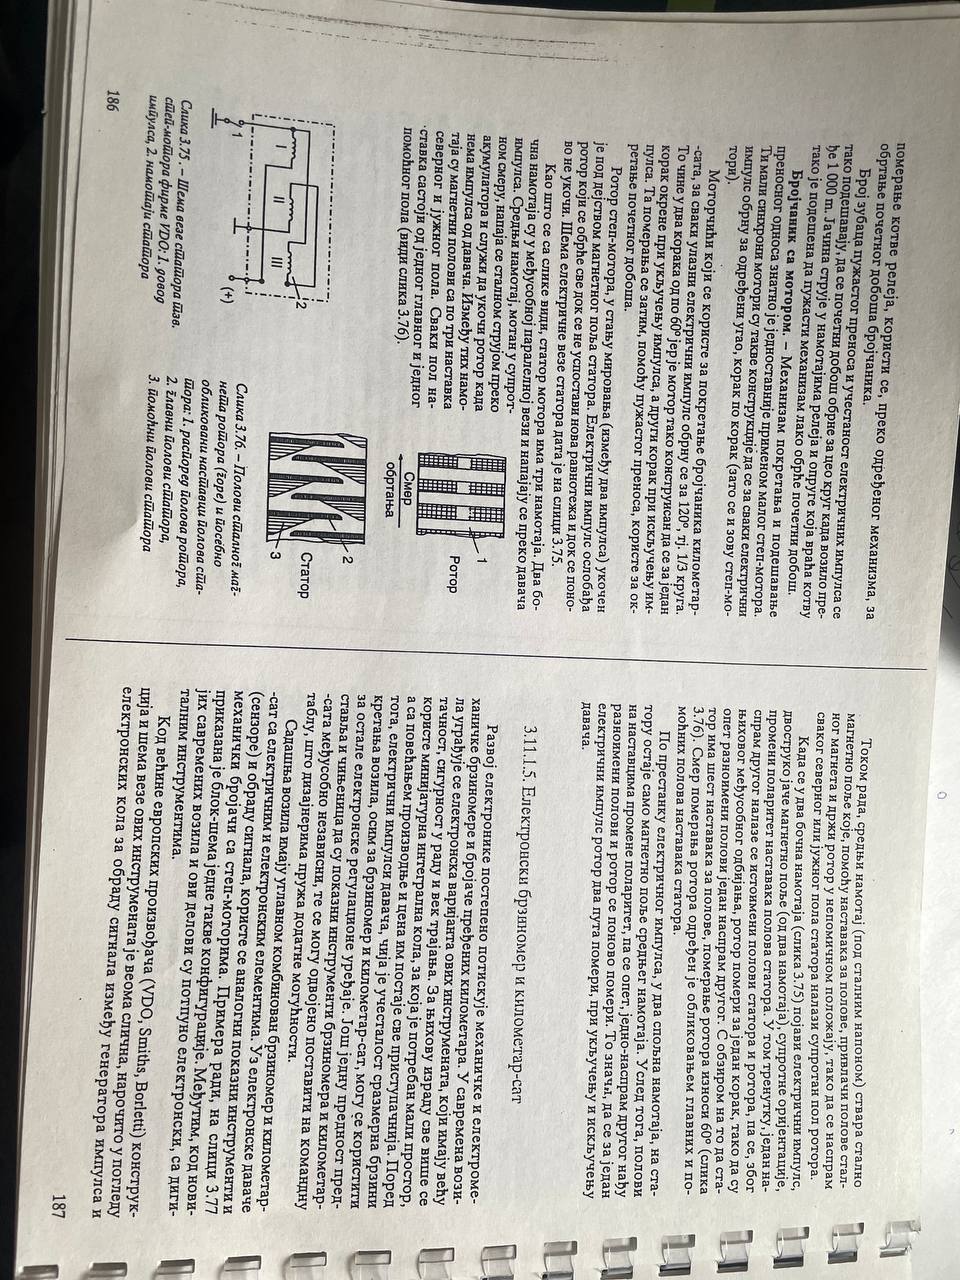 померање котве релеја, користи се, преко одређеног механизма, за
обртање почетног добоша бројчаника.
Број зубаца пужастог преноса и учестаност електричних импулса се
тако подешавају, да се почетни добош обрне за цео круг када возило пре-
ђе 1 000 m. Јачина струје у намотајима релеја и опруге која враћа котву
тако је подешена да пужасти механизам лако обрће почетни добош.
Бројчаник са мотором. – Механизам покретања и подешавање
преносног односа знатно је једноставније применом малог степ-мотора.
Ти мали синхрони мотори су такве конструкције да се за сваки електрични
импулс обрну за одређени угао, корак по корак (зато се и зову степ-мо-
тори).
Моторчићи који се користе за покретање бројчаника километар-
-сата, за сваки улазни електрични импулс обрну се за 120°, тј. 1/3 круга.
То чине у два корака од по 60° јер је мотор тако конструисан да се за један
корак окрене при укључењу импулса, а други корак при искључењу им-
пулса. Та померања се затим, помоћу пужастог преноса, користе за ок-
ретање почетног добоша.
Ротор степ-мотора, у стању мировања (између два импулса) укочен
је под дејством магнетног поља статора. Електрични импулс ослобађа
ротор који се обрће све док се не успостави нова равнотежа и док се поно-
во не укочи. Шема електричне везе статора дата је на слици 3.75.
Као што се са слике види, статор мотора има три намотаја. Два бо-
чна намотаја су у међусобној паралелној вези и напајају се преко давача
импулса. Средњи намотај, мотан у супрот-
ном смеру, напаја се сталном струјом преко
акумулатора и служи да укочи ротор када
нема импулса од давача. Између тих намо-
таја су магнетни полови са по три наставка
северног и јужног пола. Сваки пол на-
ставка састоји од једног главног и једног
помоћног пола (види слика 3.76).
1
Ротор
Смер
обртања
Статор
2
3
I
II
III
1
2
(+)
Слика 3.75. – Шема везе статора тзв.
степ-мотора фирме VDO: 1. довод
импулса, 2. намотаји статора
Слика 3.76. – Полови сталног маг-
нета ротора (горе) и посебно
обликовани наставци полова ста-
тора: 1. распоред полова ротора,
2. главни полови статора,
3. помоћни полови статора
186
Током рада, средњи намотај (под сталним напоном) ствара стално
магнетно поље које, помоћу наставака за полове, привлачи полове стал-
ног магнета и држи ротор у непомичном положају, тако да се насправ
сваког северног или јужног пола статора налази супротан пол ротора.
Када се у два бочна намотаја (слика 3.75) појави електрични импулс,
двоструко јаче магнетно поље (од два намотаја), супротне оријентације,
промени поларитет наставака полова статора. У том тренутку, један на-
спрам другог налазе се истоимени полови статора и ротора, па се, због
њиховог међусобног одбијања, ротор помери за један корак, тако да су
опет разноимени полови један наспрам другог. С обзиром на то да ста-
тор има шест наставака за полове, померање ротора износи 60° (слика
3.76). Смер померања ротора одређен је обликовањем главних и по-
моћних полова наставака статора.
По престанку електричног импулса, у два спољна намотаја, на ста-
тору остаје само магнетно поље средњег намотаја. Услед тога, полови
на наставцима промене поларитет, па се опет, једно-наспрам другог нађу
разноимени полови и ротор се поново помери. То значи, да се за један
електрични импулс ротор два пута помери, при укључењу и искључењу
давача.
3.11.1.5. Електронски брзиномер и километар-сат
Развој електронике постепено потискује механичке и електроме-
ханичке брзиномере и бројаче пређених километара. У савремена вози-
ла уграђује се електронска варијанта ових инструмената, који имају већу
тачност, сигурност у раду и век трајања. За њихову израду све више се
користе минијатурна интегрална кола, за која је потребан мали простор,
а са повећањем производње и цена им постаје све приступачнија. Поред
тога, електрични импулси давача, чија је учесталост сразмерна брзини
кретања возила, осим за брзиномер и километар-сат, могу се користити
за остале електронске регулационе уређаје. Још једну предност пред-
ставља и чињеница да су показни инструменти брзиномера и километар-
-сата међусобно независни, те се могу одвојено поставити на командну
таблу, што дизајнерима пружа додатне могућности.
Садашња возила имају углавном комбинован брзиномер и километар-
-сат са електричним и електронским елементима. Уз електронске даваче
(сензоре) и обраду сигнала, користе се аналогни показни инструменти и
механички бројачи са степ-моторима. Примера ради, на слици 3.77
приказана је блок-шема једне такве конфигурације. Међутим, код нови-
јих савремених возила и ови делови су потпуно електронски, са диги-
талним инструментима.
Код већине европских произвођача (VDO, Smiths, Borletti) конструк-
ција и шема везе ових инструмената је веома слична, нарочито у погледу
електронских кола за обраду сигнала између генератора импулса и
187